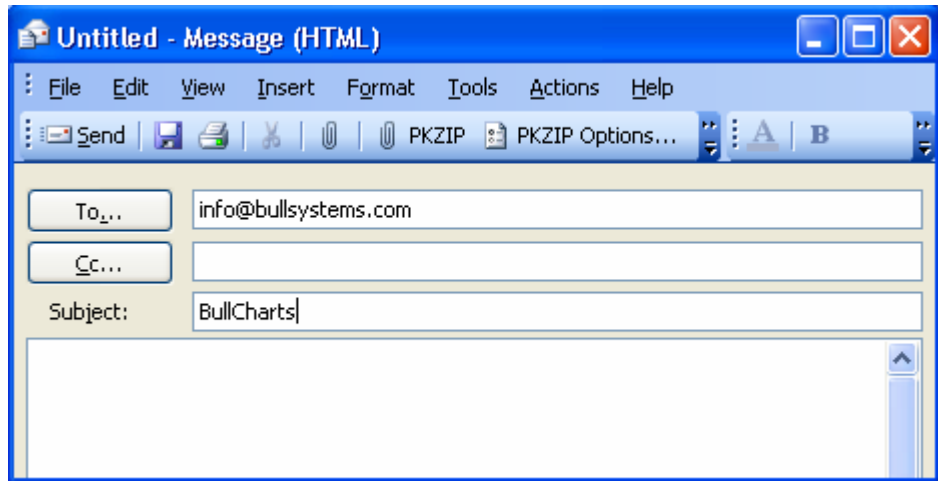 Untitled - Message (HTML)
File Edit View Insert Format Tools Actions Help
Send PKZIP PKZIP Options... A B
To... info@bullsystems.com
Cc...
Subject: BullCharts